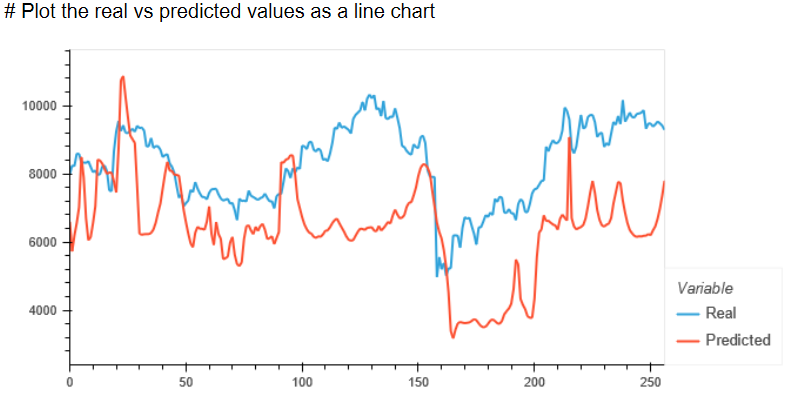 # Plot the real vs predicted values as a line chart
10000
8000
6000
4000
0
50
100
150
200
250
Variable
Real
Predicted